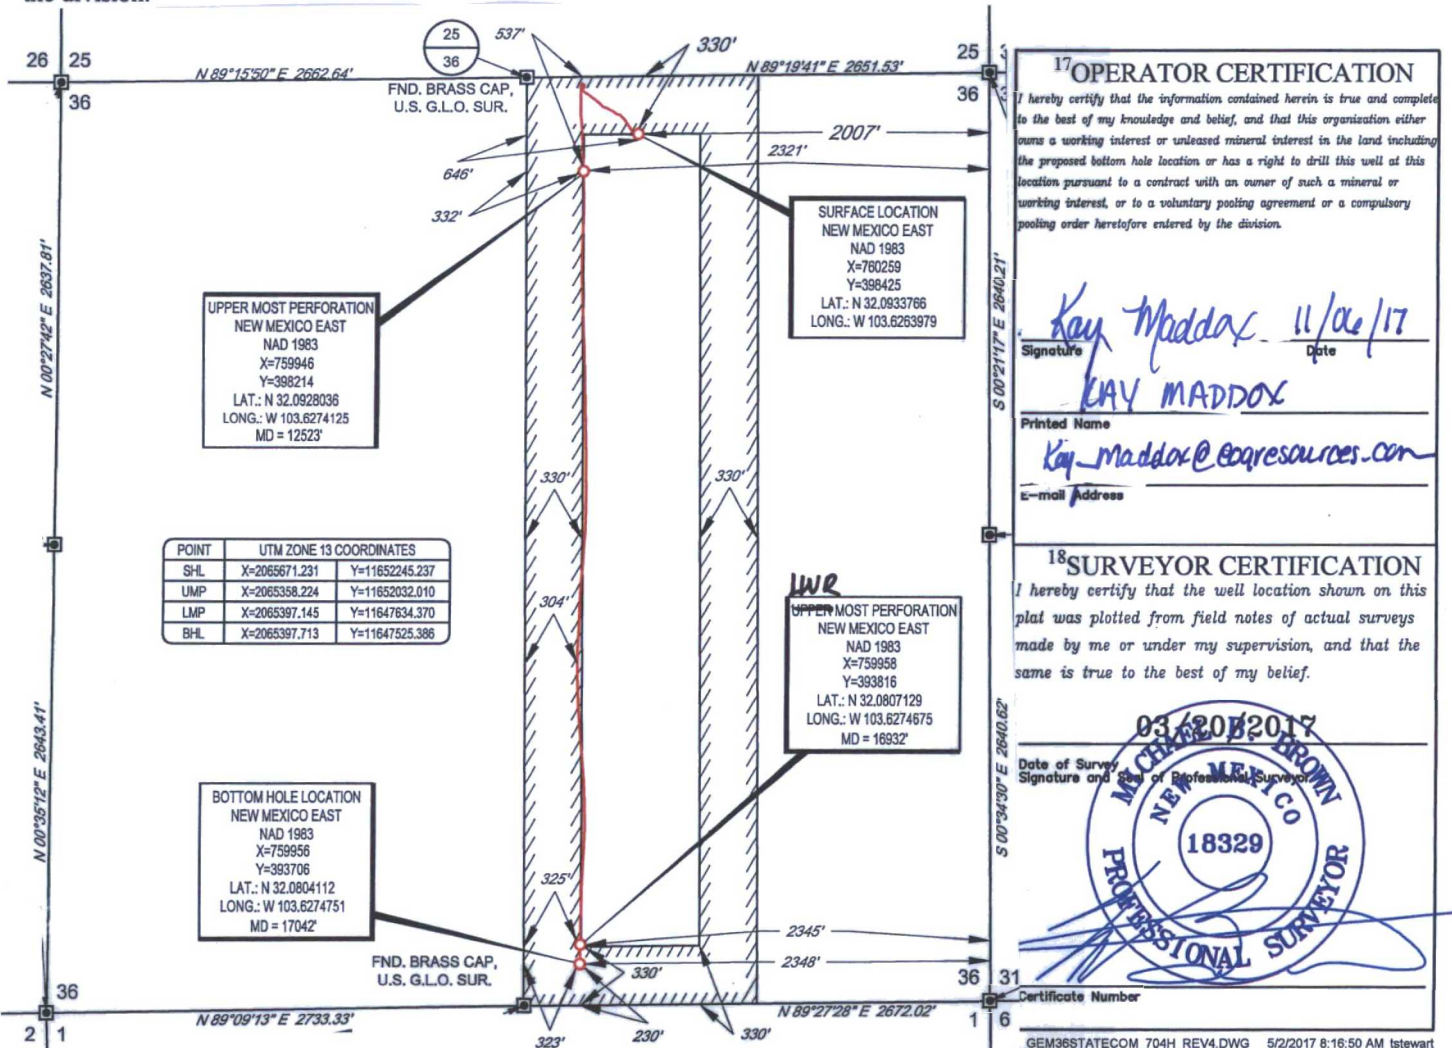 the division.
26 25
36
N 89°15'50" E 2662.64'
25
36
537'
330'
FND. BRASS CAP,
U.S. G.L.O. SUR.
N 89°19'41" E 2651.53'
25
36
2007'
2321'
646'
332'
SURFACE LOCATION
NEW MEXICO EAST
NAD 1983
X=760259
Y=398425
LAT.: N 32.0933766
LONG.: W 103.6263979
N 00°27'42" E 2637.81'
UPPER MOST PERFORATION
NEW MEXICO EAST
NAD 1983
X=759946
Y=398214
LAT.: N 32.0928036
LONG.: W 103.6274125
MD = 12523'
S 00°21'17" E 2640.21'
330'
330'
POINT UTM ZONE 13 COORDINATES
SHL X=2065671.231 Y=11652245.237
UMP X=2065358.224 Y=11652032.010
LMP X=2065397.145 Y=11647634.370
BHL X=2065397.713 Y=11647525.386
304'
LWR
UPPER MOST PERFORATION
NEW MEXICO EAST
NAD 1983
X=759958
Y=393816
LAT.: N 32.0807129
LONG.: W 103.6274675
MD = 16932'
N 00°35'12" E 2643.41'
S 00°34'30" E 2640.62'
BOTTOM HOLE LOCATION
NEW MEXICO EAST
NAD 1983
X=759956
Y=393706
LAT.: N 32.0804112
LONG.: W 103.6274751
MD = 17042'
325'
2345'
2348'
FND. BRASS CAP,
U.S. G.L.O. SUR.
330'
36
2 1
N 89°09'13" E 2733.33'
323'
230'
330'
N 89°27'28" E 2672.02'
36 31
1 6
17 OPERATOR CERTIFICATION
I hereby certify that the information contained herein is true and complete
to the best of my knowledge and belief, and that this organization either
owns a working interest or unleased mineral interest in the land including
the proposed bottom hole location or has a right to drill this well at this
location pursuant to a contract with an owner of such a mineral or
working interest, or to a voluntary pooling agreement or a compulsory
pooling order heretofore entered by the division.
Kay Maddox 11/06/17
Signature Date
KAY MADDOX
Printed Name
Kay_maddox@eogresources.com
E-mail Address
18 SURVEYOR CERTIFICATION
I hereby certify that the well location shown on this
plat was plotted from field notes of actual surveys
made by me or under my supervision, and that the
same is true to the best of my belief.
03/20/2017
Date of Survey
Signature and Seal of Professional Surveyor:
MICHAEL B. BROWN
NEW MEXICO
18329
PROFESSIONAL SURVEYOR
Certificate Number
GEM36STATECOM_704H_REV4.DWG 5/2/2017 8:16:50 AM tstewart